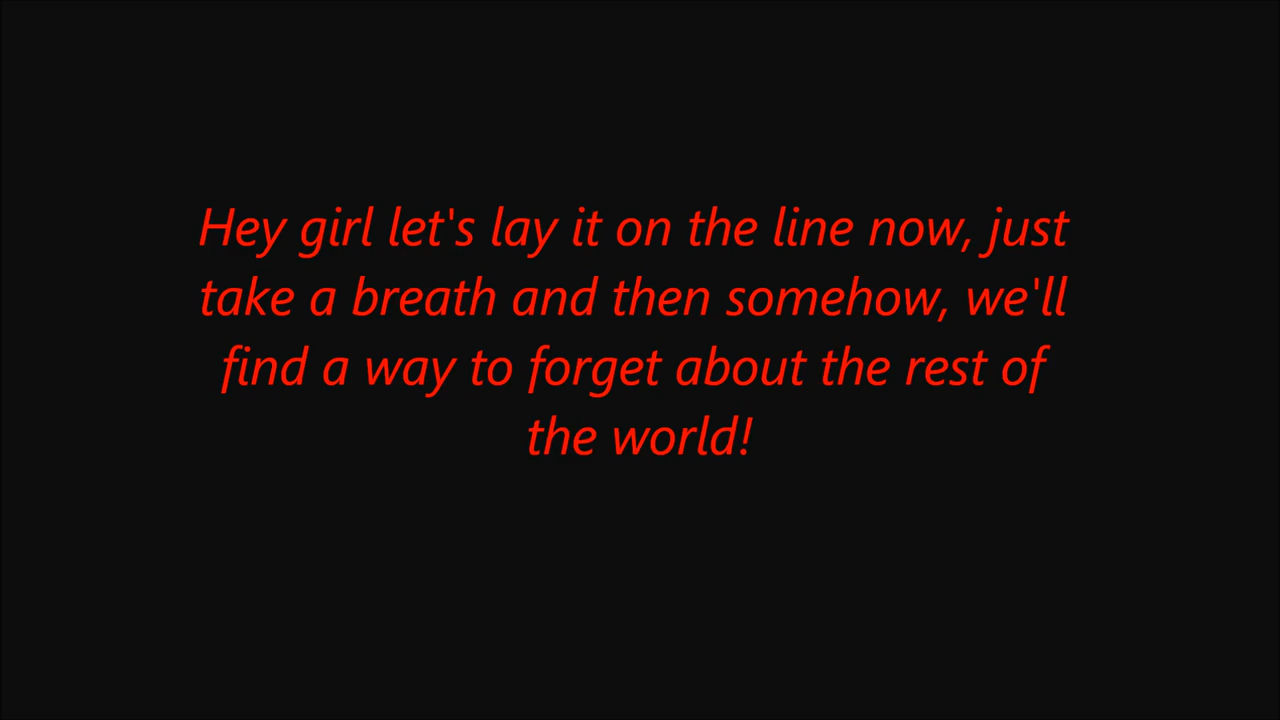 Hey girl let's lay it on the line now, just
take a breath and then somehow, we'll
find a way to forget about the rest of
the world!